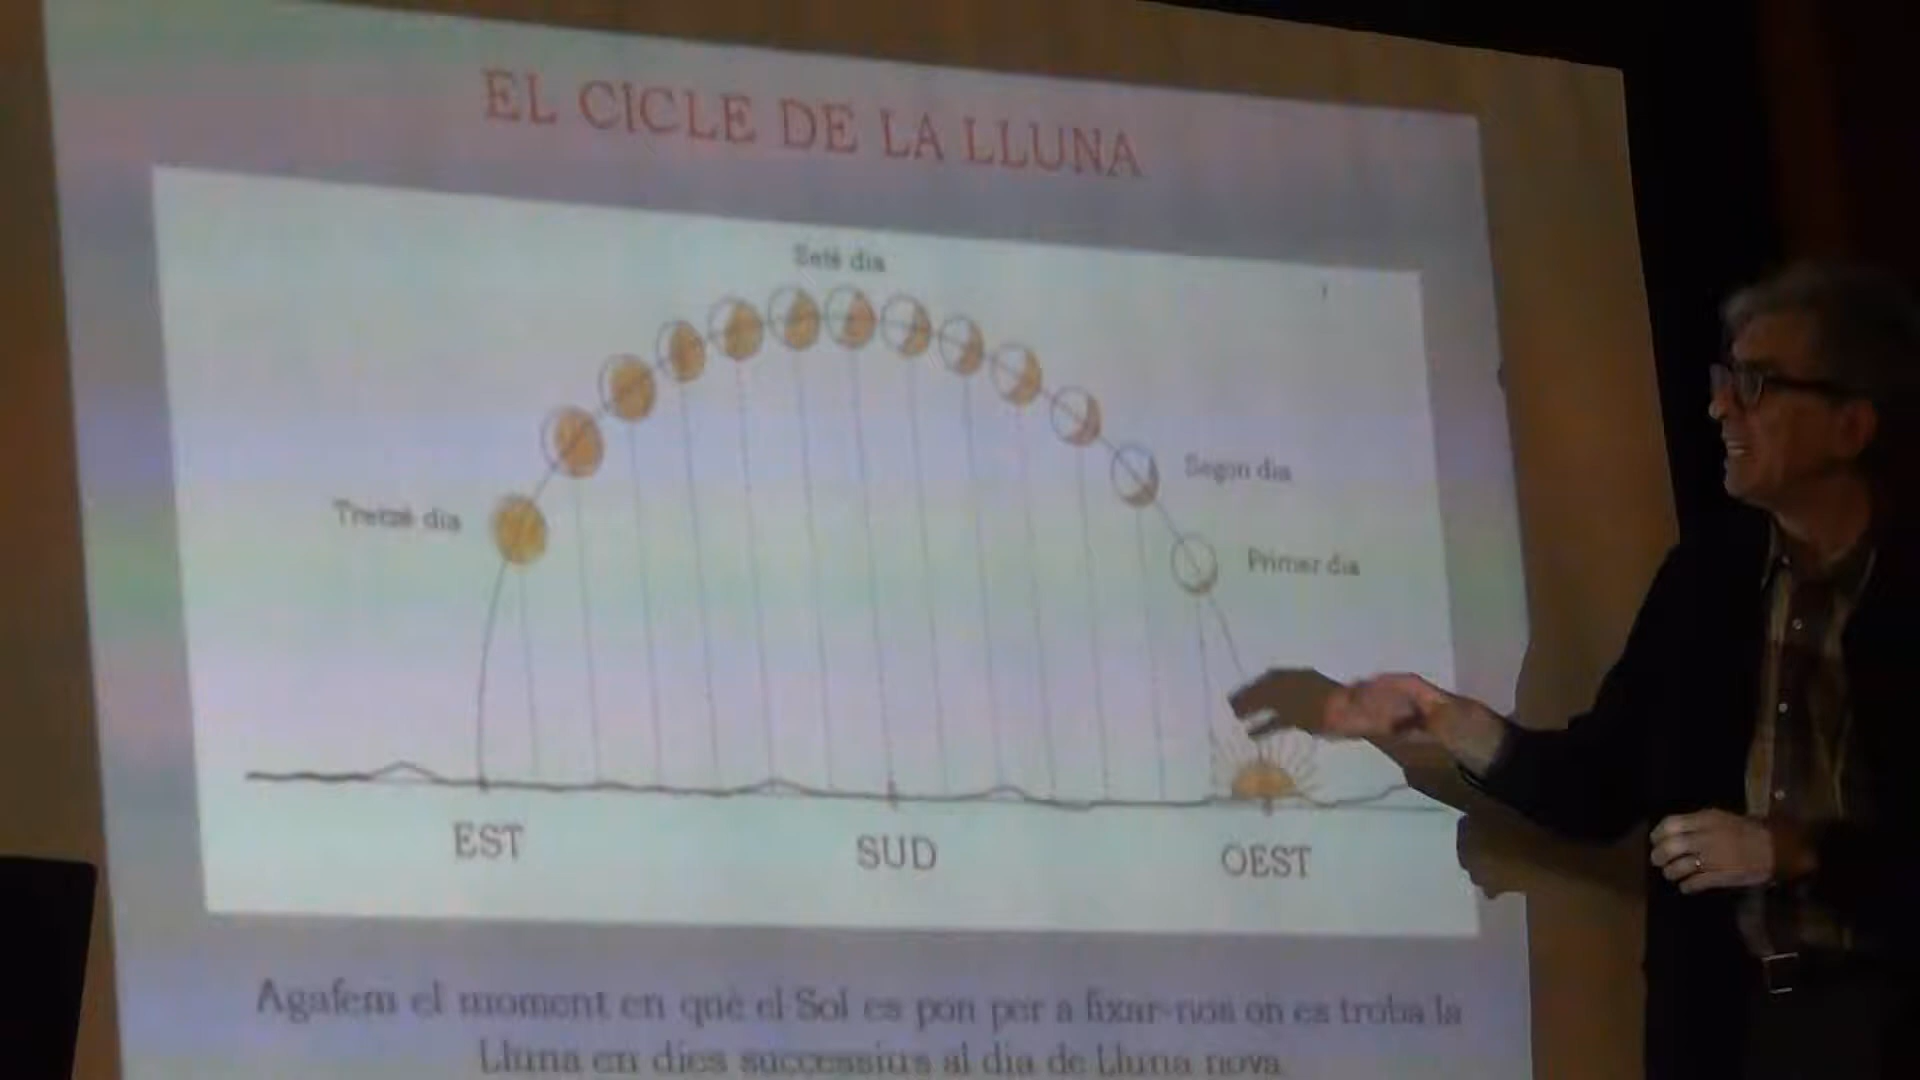 EL CICLE DE LA LLUNA
Setè dia
Segon dia
Tretzè dia
Primer dia
EST SUD OEST
Agafem el moment en què el Sol es pon per a fixar-nos on es troba la
Lluna en dies successius al dia de Lluna nova